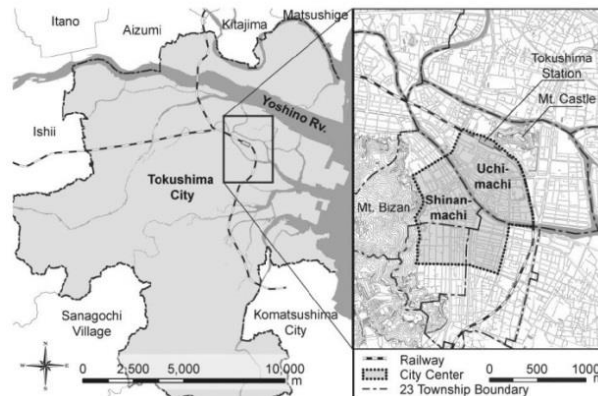 Itano
Aizumi
Kitajima
Matsushige
Ishii
Yoshino Rv.
Tokushima
City
Sanagochi
Village
Komatsushima
City
0 2,500 5,000 10,000
m
Tokushima
Station
Mt. Castle
Uchi-
machi
Shinan-
machi
Mt. Bizan
Railway
City Center
23 Township Boundary
0 500 1000
m